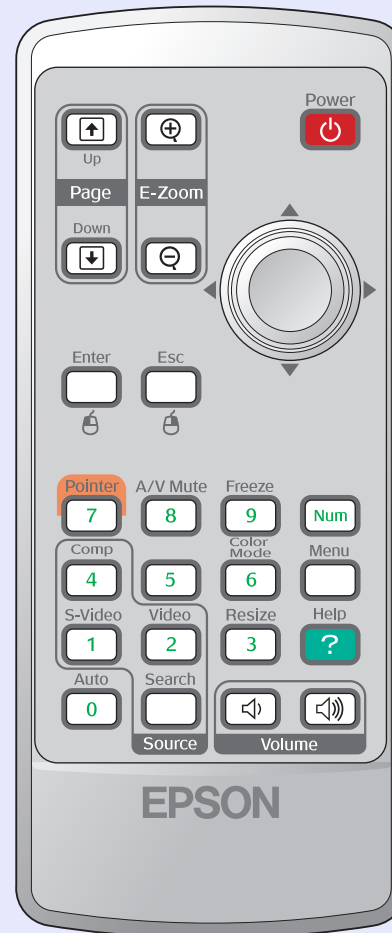 Power
Up
Page
E-Zoom
Down
Enter
Esc
Pointer
A/V Mute
Freeze
7
8
9
Num
Comp
Color
Mode
Menu
4
5
6
S-Video
Video
Resize
Help
1
2
3
?
Auto
Search
0
Source
Volume
EPSON